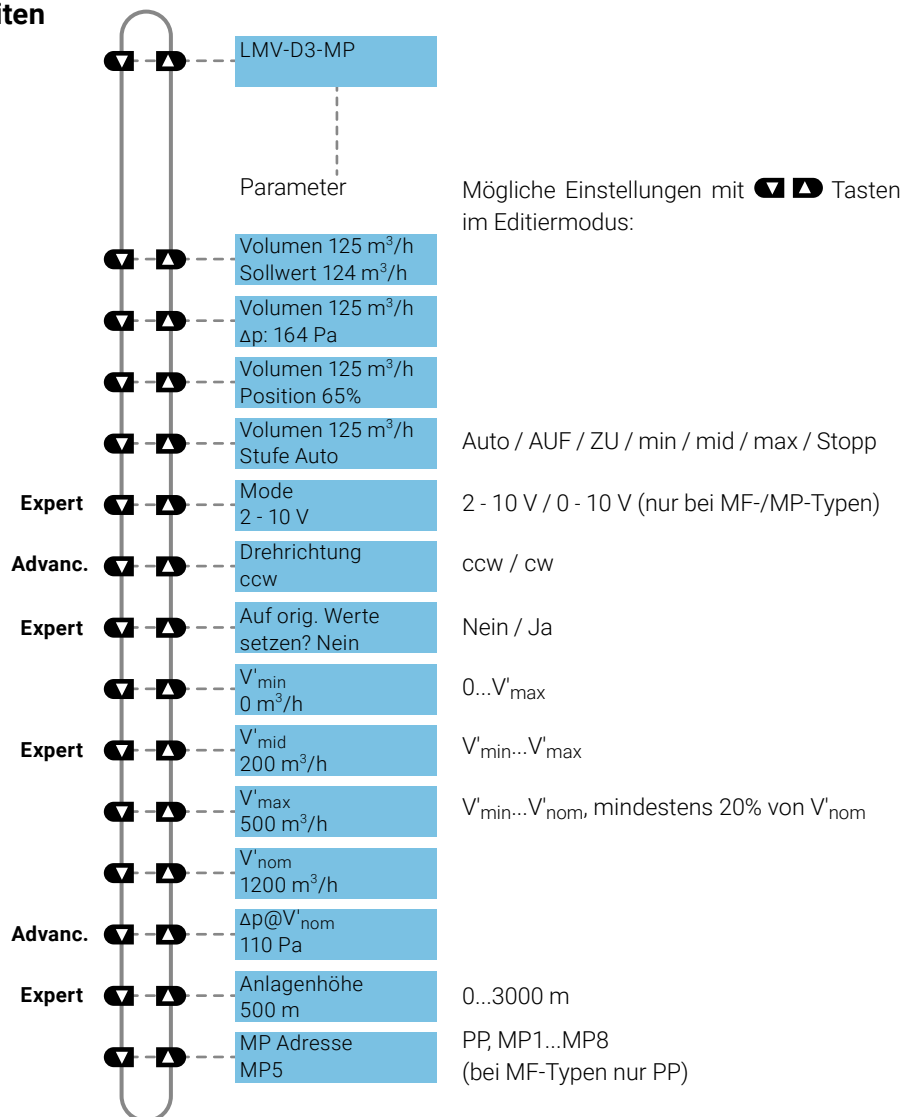 iten
LMV-D3-MP
Parameter
Mögliche Einstellungen mit Tasten
im Editiermodus:
Volumen 125 m³/h
Sollwert 124 m³/h
Volumen 125 m³/h
Δp: 164 Pa
Volumen 125 m³/h
Position 65%
Volumen 125 m³/h
Stufe Auto
Auto / AUF / ZU / min / mid / max / Stopp
Expert
Mode
2 - 10 V
2 - 10 V / 0 - 10 V (nur bei MF-/MP-Typen)
Advanc.
Drehrichtung
ccw
ccw / cw
Expert
Auf orig. Werte
setzen? Nein
Nein / Ja
V'min
0 m³/h
0...V'max
Expert
V'mid
200 m³/h
V'min...V'max
V'max
500 m³/h
V'min...V'nom, mindestens 20% von V'nom
V'nom
1200 m³/h
Advanc.
Δp@V'nom
110 Pa
Expert
Anlagenhöhe
500 m
0...3000 m
MP Adresse
MP5
PP, MP1...MP8
(bei MF-Typen nur PP)